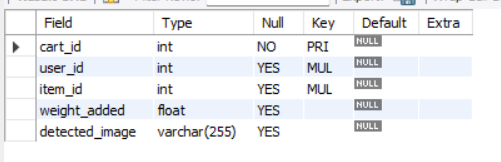 Field Type Null Key Default Extra
cart_id int NO PRI NULL
user_id int YES MUL NULL
item_id int YES MUL NULL
weight_added float YES NULL
detected_image varchar(255) YES NULL